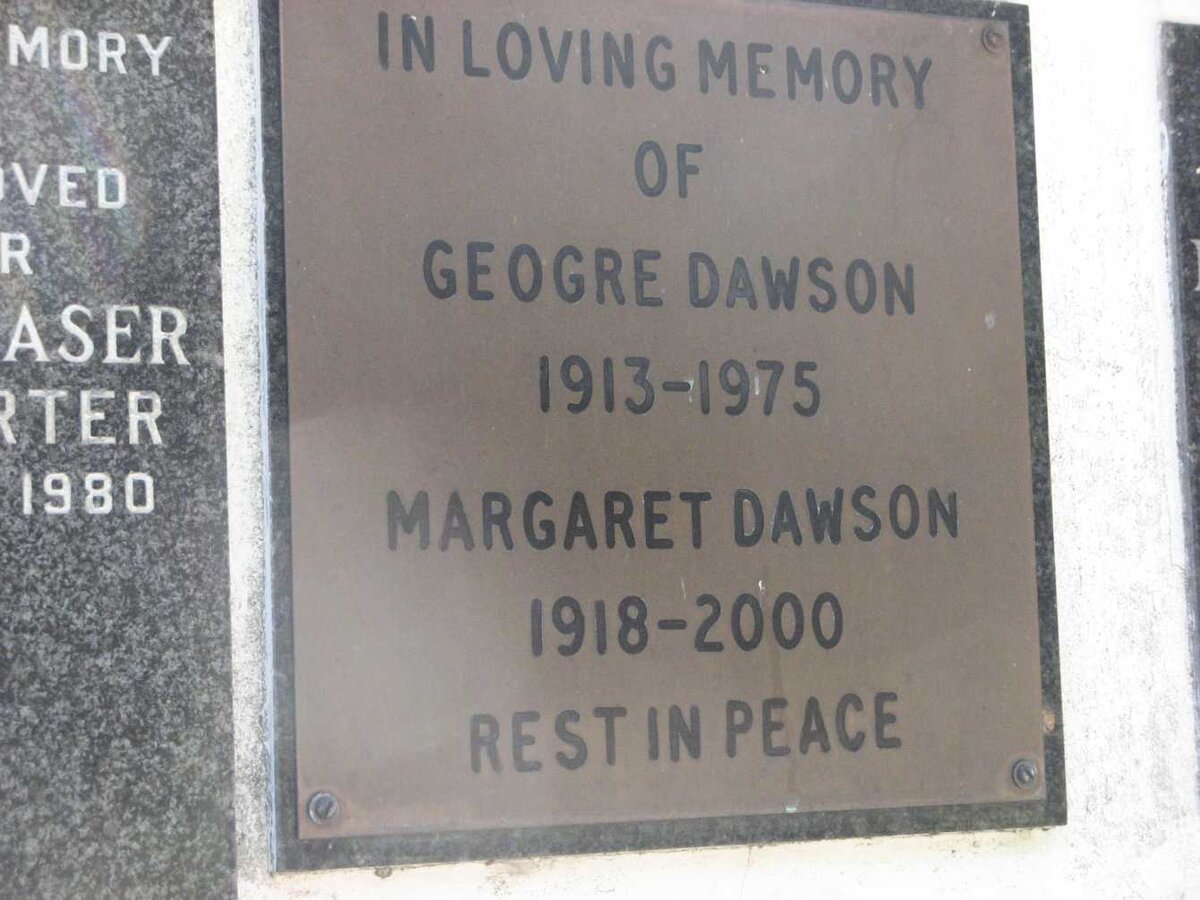 MORY
OVED
R
ASER
RTER
1980
IN LOVING MEMORY
OF
GEOGRE DAWSON
1913-1975
MARGARET DAWSON
1918-2000
REST IN PEACE